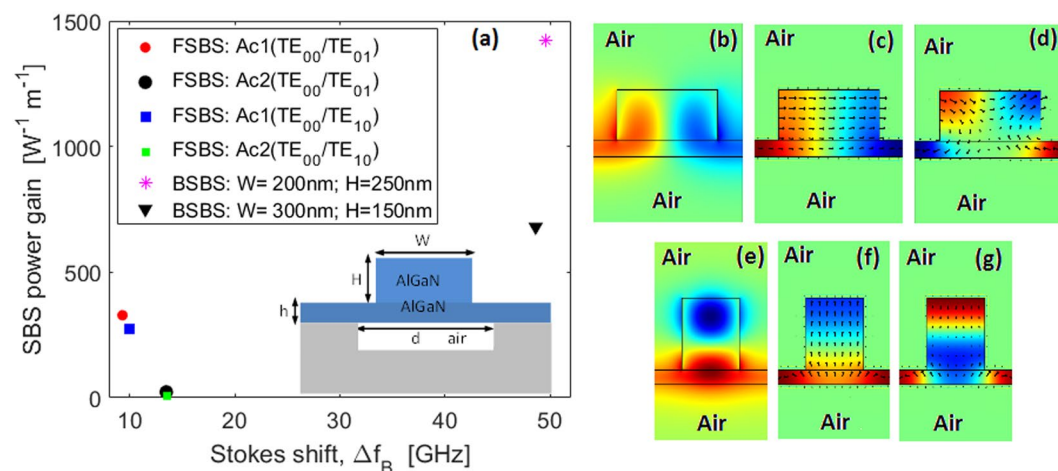 1500
1000
500
0
SBS power gain [W⁻¹ m⁻¹]
FSBS: Ac1(TE₀₀/TE₀₁)
FSBS: Ac2(TE₀₀/TE₀₁)
FSBS: Ac1(TE₀₀/TE₁₀)
FSBS: Ac2(TE₀₀/TE₁₀)
BSBS: W= 200nm; H=250nm
BSBS: W= 300nm; H=150nm
(a)
W
H
AlGaN
h
AlGaN
d air
10 20 30 40 50
Stokes shift, Δf_B [GHz]
Air
(b)
Air
Air
(c)
Air
Air
(d)
Air
Air
(e)
Air
Air
(f)
Air
Air
(g)
Air